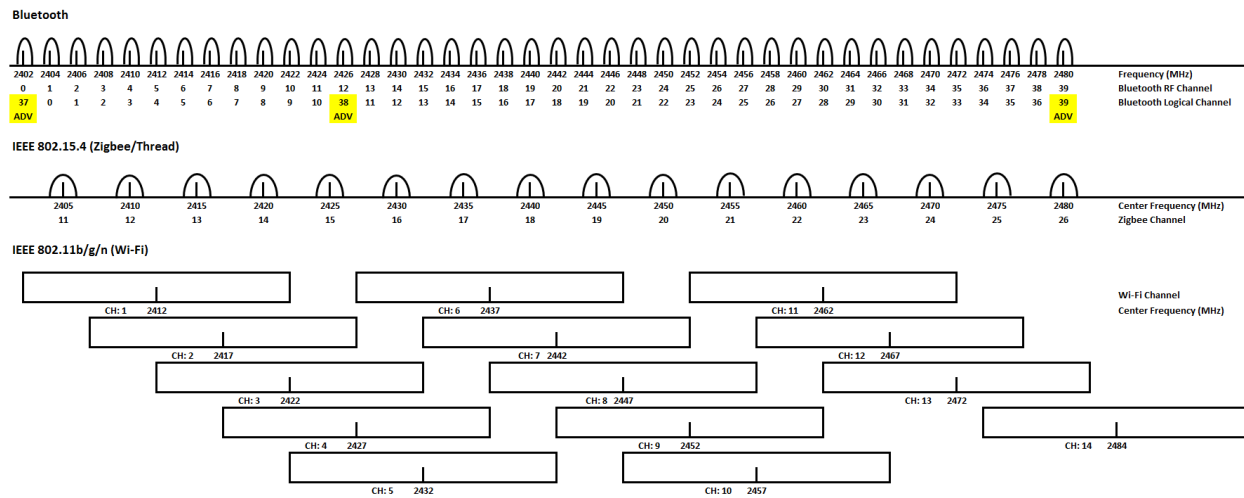 Bluetooth
2402 2404 2406 2408 2410 2412 2414 2416 2418 2420 2422 2424 2426 2428 2430 2432 2434 2436 2438 2440 2442 2444 2446 2448 2450 2452 2454 2456 2458 2460 2462 2464 2466 2468 2470 2472 2474 2476 2478 2480 Frequency (MHz)
0 1 2 3 4 5 6 7 8 9 10 11 12 13 14 15 16 17 18 19 20 21 22 23 24 25 26 27 28 29 30 31 32 33 34 35 36 37 38 39 Bluetooth RF Channel
37 0 1 2 3 4 5 6 7 8 9 10 38 11 12 13 14 15 16 17 18 19 20 21 22 23 24 25 26 27 28 29 30 31 32 33 34 35 36 39 Bluetooth Logical Channel
ADV ADV ADV
IEEE 802.15.4 (Zigbee/Thread)
2405 2410 2415 2420 2425 2430 2435 2440 2445 2450 2455 2460 2465 2470 2475 2480 Center Frequency (MHz)
11 12 13 14 15 16 17 18 19 20 21 22 23 24 25 26 Zigbee Channel
IEEE 802.11b/g/n (Wi-Fi)
Wi-Fi Channel
CH: 1 2412 CH: 6 2437 CH: 11 2462 Center Frequency (MHz)
CH: 2 2417 CH: 7 2442 CH: 12 2467
CH: 3 2422 CH: 8 2447 CH: 13 2472
CH: 4 2427 CH: 9 2452 CH: 14 2484
CH: 5 2432 CH: 10 2457